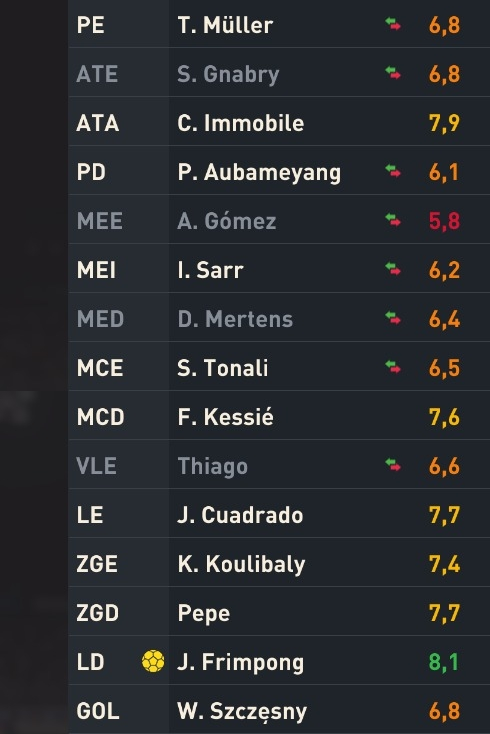 PE T. Müller 6,8
ATE S. Gnabry 6,8
ATA C. Immobile 7,9
PD P. Aubameyang 6,1
MEE A. Gómez 5,8
MEI I. Sarr 6,2
MED D. Mertens 6,4
MCE S. Tonali 6,5
MCD F. Kessié 7,6
VLE Thiago 6,6
LE J. Cuadrado 7,7
ZGE K. Koulibaly 7,4
ZGD Pepe 7,7
LD J. Frimpong 8,1
GOL W. Szczęsny 6,8